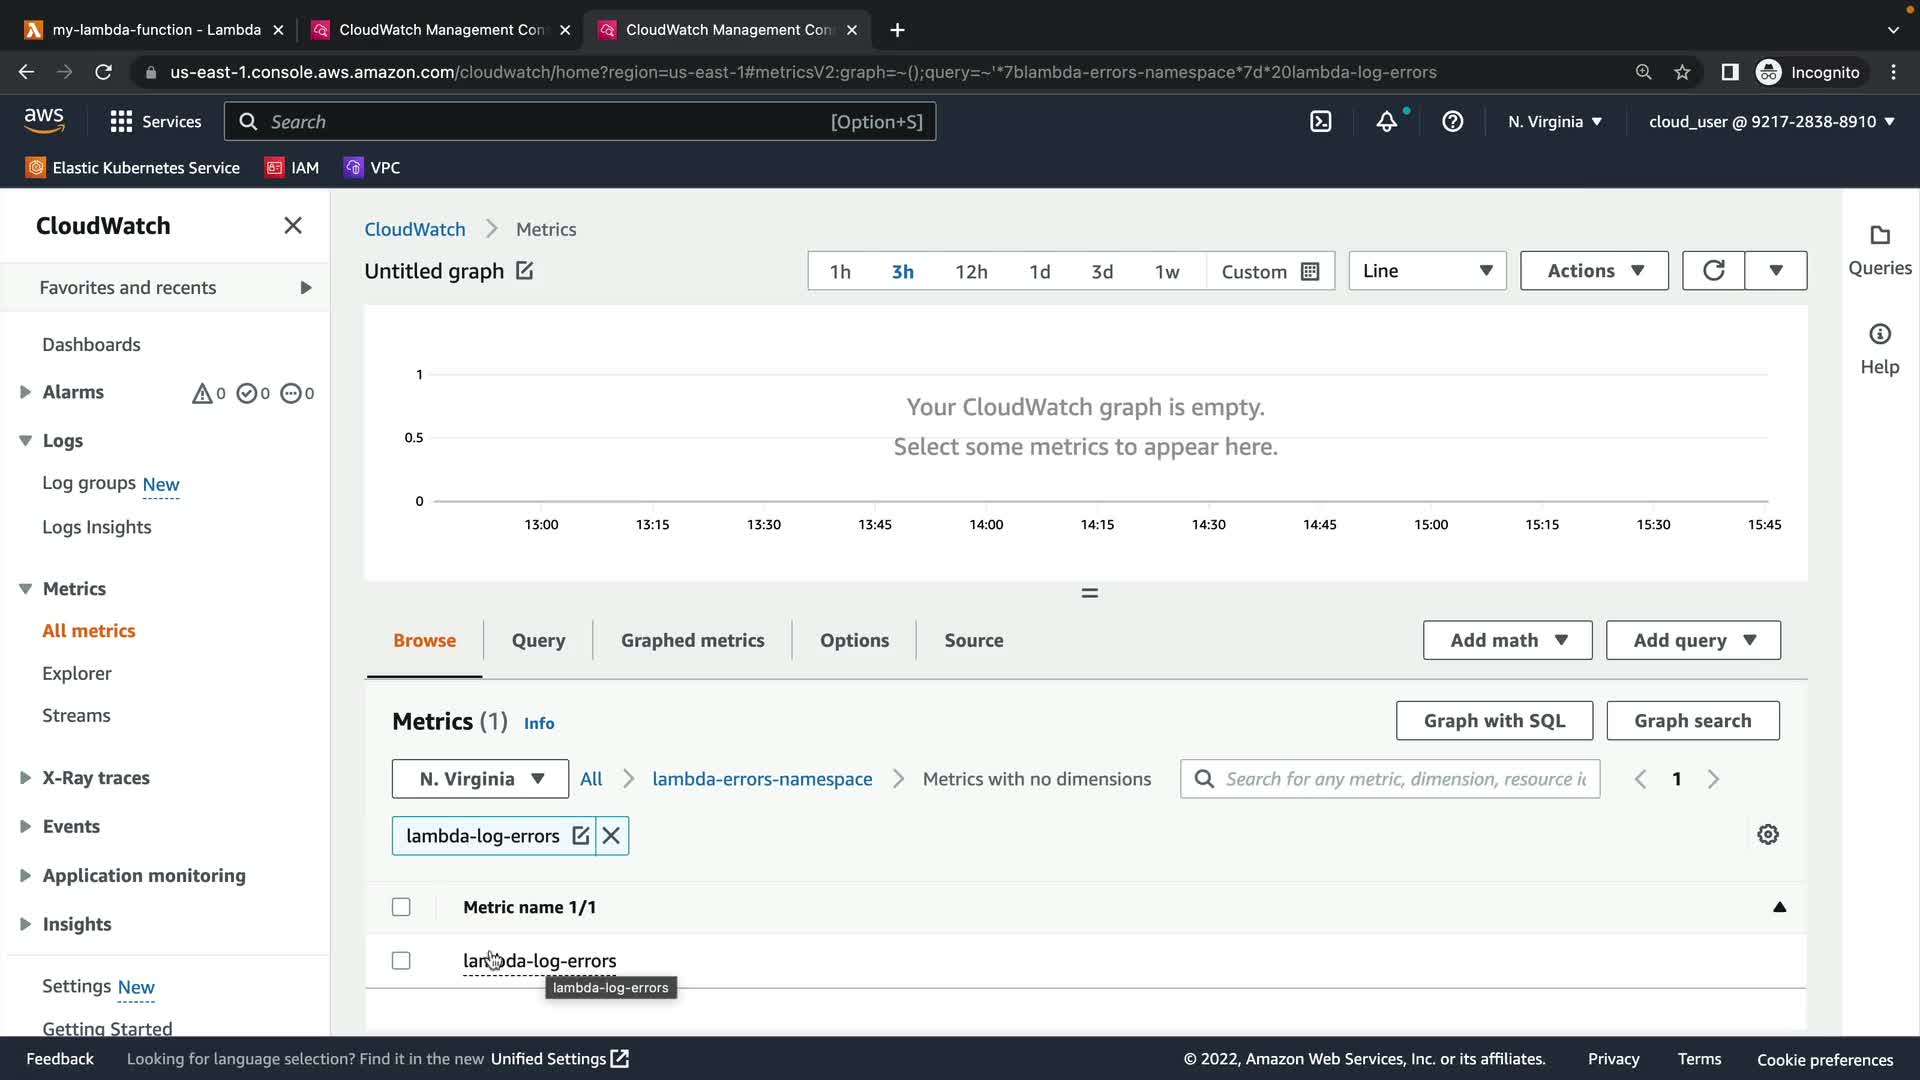 my-lambda-function - Lambda
CloudWatch Management Con
CloudWatch Management Con
us-east-1.console.aws.amazon.com/cloudwatch/home?region=us-east-1#metricsV2:graph=~();query=~'*7blambda-errors-namespace*7d*20lambda-log-errors
Incognito
aws
Services
Search
[Option+S]
N. Virginia
cloud_user @ 9217-2838-8910
Elastic Kubernetes Service
IAM
VPC
CloudWatch
Favorites and recents
Dashboards
Alarms
0
0
0
Logs
Log groups New
Logs Insights
Metrics
All metrics
Explorer
Streams
X-Ray traces
Events
Application monitoring
Insights
Settings New
Getting Started
CloudWatch
Metrics
Untitled graph
1h
3h
12h
1d
3d
1w
Custom
Line
Actions
1
0.5
0
Your CloudWatch graph is empty.
Select some metrics to appear here.
13:00
13:15
13:30
13:45
14:00
14:15
14:30
14:45
15:00
15:15
15:30
15:45
Browse
Query
Graphed metrics
Options
Source
Add math
Add query
Metrics (1) Info
Graph with SQL
Graph search
N. Virginia
All
lambda-errors-namespace
Metrics with no dimensions
Search for any metric, dimension, resource ic
1
lambda-log-errors
Metric name 1/1
lambda-log-errors
lambda-log-errors
Queries
Help
Feedback
Looking for language selection? Find it in the new Unified Settings
© 2022, Amazon Web Services, Inc. or its affiliates.
Privacy
Terms
Cookie preferences